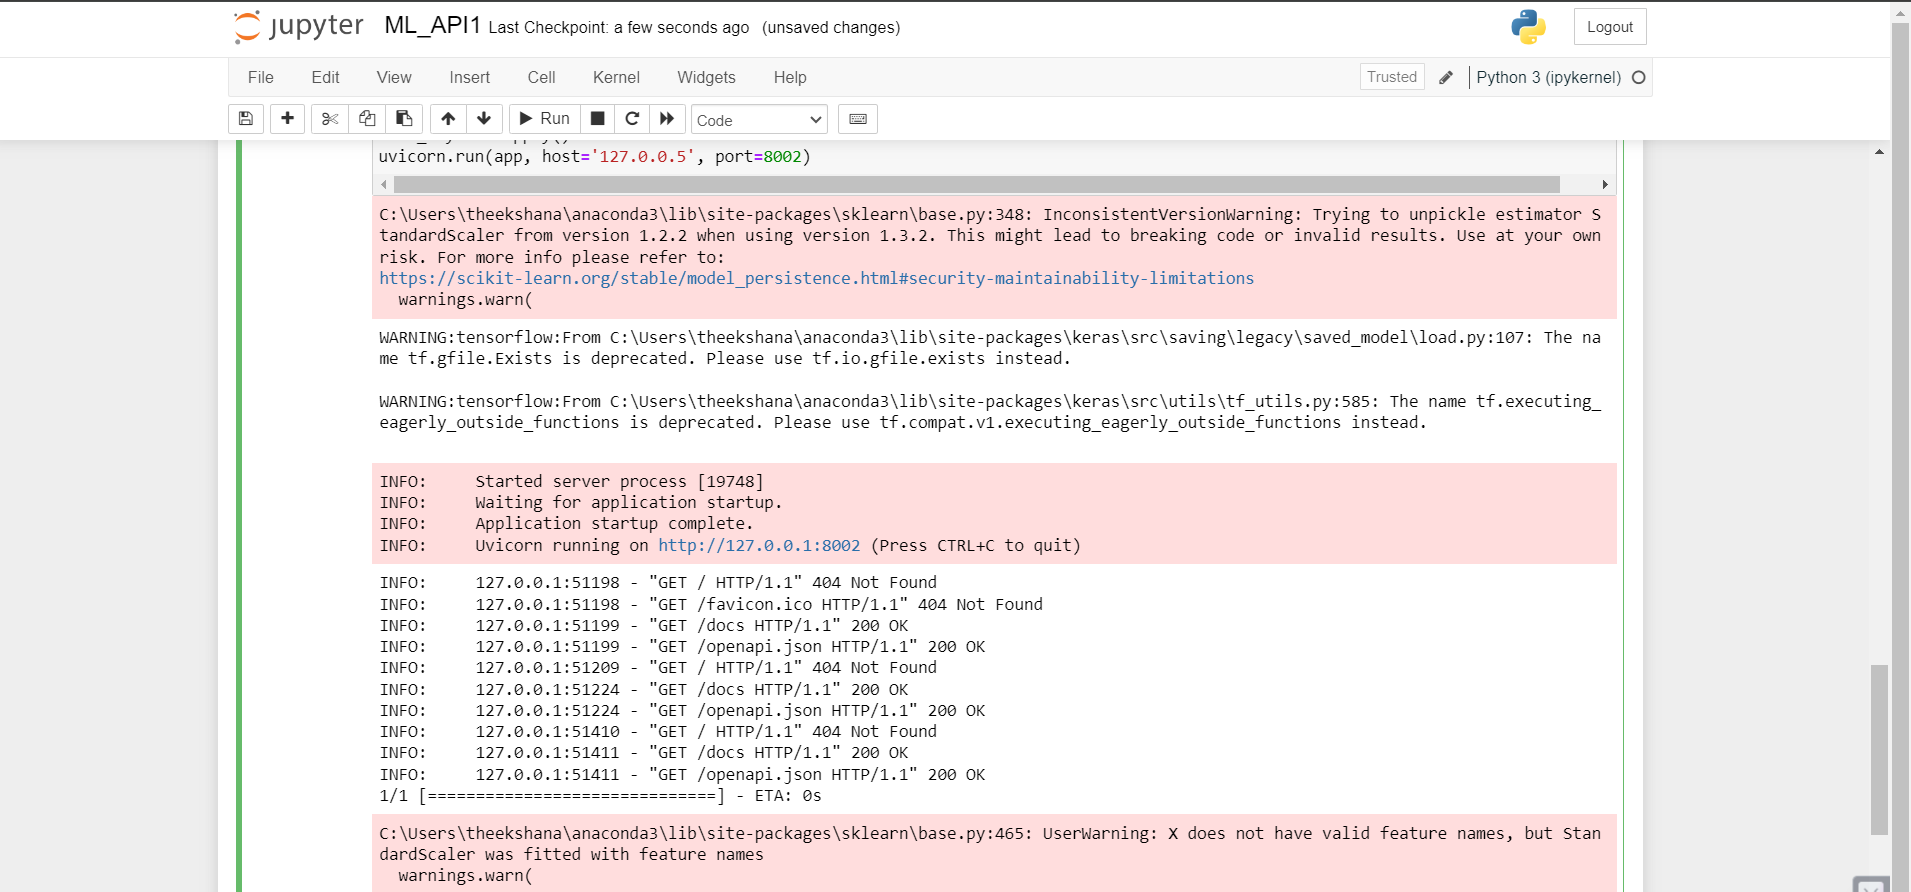 jupyter ML_API1 Last Checkpoint: a few seconds ago (unsaved changes) Logout
File Edit View Insert Cell Kernel Widgets Help Trusted Python 3 (ipykernel)
Run Code
uvicorn.run(app, host='127.0.0.5', port=8002)
C:\Users\theekshana\anaconda3\lib\site-packages\sklearn\base.py:348: InconsistentVersionWarning: Trying to unpickle estimator S
tandardScaler from version 1.2.2 when using version 1.3.2. This might lead to breaking code or invalid results. Use at your own
risk. For more info please refer to:
https://scikit-learn.org/stable/model_persistence.html#security-maintainability-limitations
  warnings.warn(
WARNING:tensorflow:From C:\Users\theekshana\anaconda3\lib\site-packages\keras\src\saving\legacy\saved_model\load.py:107: The na
me tf.gfile.Exists is deprecated. Please use tf.io.gfile.exists instead.
WARNING:tensorflow:From C:\Users\theekshana\anaconda3\lib\site-packages\keras\src\utils\tf_utils.py:585: The name tf.executing_
eagerly_outside_functions is deprecated. Please use tf.compat.v1.executing_eagerly_outside_functions instead.
INFO:     Started server process [19748]
INFO:     Waiting for application startup.
INFO:     Application startup complete.
INFO:     Uvicorn running on http://127.0.0.1:8002 (Press CTRL+C to quit)
INFO:     127.0.0.1:51198 - "GET / HTTP/1.1" 404 Not Found
INFO:     127.0.0.1:51198 - "GET /favicon.ico HTTP/1.1" 404 Not Found
INFO:     127.0.0.1:51199 - "GET /docs HTTP/1.1" 200 OK
INFO:     127.0.0.1:51199 - "GET /openapi.json HTTP/1.1" 200 OK
INFO:     127.0.0.1:51209 - "GET / HTTP/1.1" 404 Not Found
INFO:     127.0.0.1:51224 - "GET /docs HTTP/1.1" 200 OK
INFO:     127.0.0.1:51224 - "GET /openapi.json HTTP/1.1" 200 OK
INFO:     127.0.0.1:51410 - "GET / HTTP/1.1" 404 Not Found
INFO:     127.0.0.1:51411 - "GET /docs HTTP/1.1" 200 OK
INFO:     127.0.0.1:51411 - "GET /openapi.json HTTP/1.1" 200 OK
1/1 [==============================] - ETA: 0s
C:\Users\theekshana\anaconda3\lib\site-packages\sklearn\base.py:465: UserWarning: X does not have valid feature names, but Stan
dardScaler was fitted with feature names
  warnings.warn(